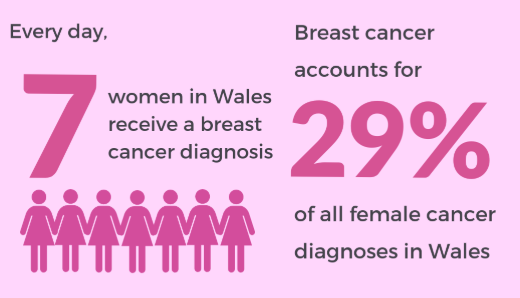 Every day,
7
women in Wales
receive a breast
cancer diagnosis
Breast cancer
accounts for
29%
of all female cancer
diagnoses in Wales